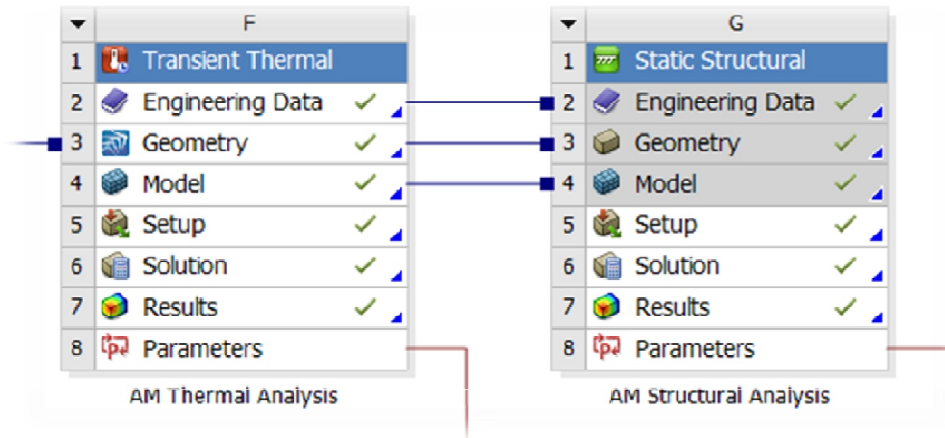 F
1 Transient Thermal
2 Engineering Data
3 Geometry
4 Model
5 Setup
6 Solution
7 Results
8 Parameters
AM Thermal Analysis
G
1 Static Structural
2 Engineering Data
3 Geometry
4 Model
5 Setup
6 Solution
7 Results
8 Parameters
AM Structural Analysis